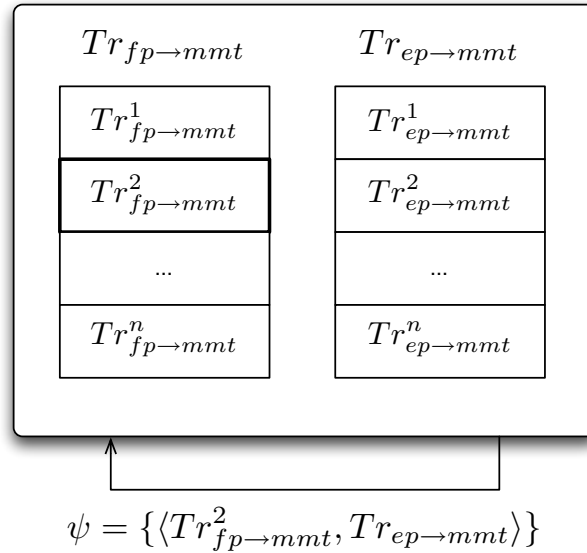 Tr_{fp→mmt} Tr_{ep→mmt}
Tr^1_{fp→mmt} Tr^1_{ep→mmt}
Tr^2_{fp→mmt} Tr^2_{ep→mmt}
... ...
Tr^n_{fp→mmt} Tr^n_{ep→mmt}
ψ = {⟨Tr^2_{fp→mmt}, Tr_{ep→mmt}⟩}